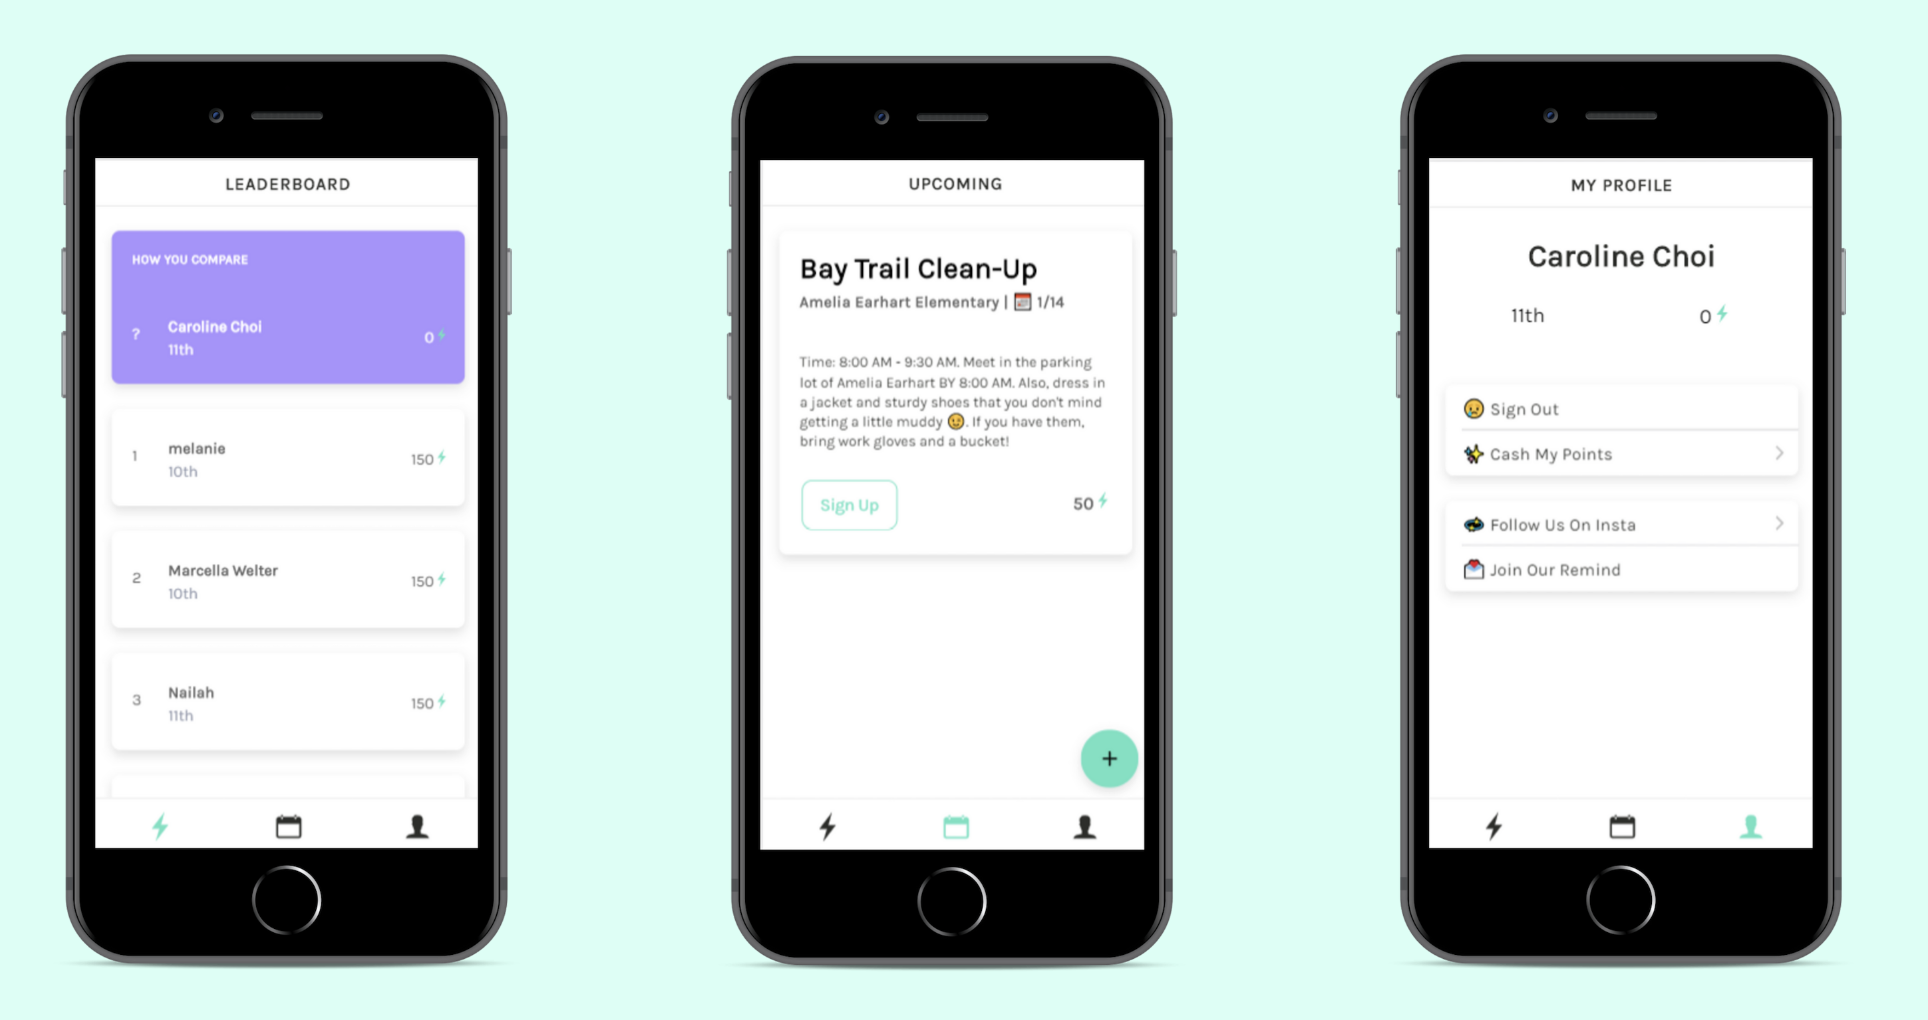 LEADERBOARD
HOW YOU COMPARE
? Caroline Choi 0
11th
1 melanie 150
10th
2 Marcella Welter 150
10th
3 Nailah 150
11th
UPCOMING
Bay Trail Clean-Up
Amelia Earhart Elementary | 1/14
Time: 8:00 AM - 9:30 AM. Meet in the parking
lot of Amelia Earhart BY 8:00 AM. Also, dress in
a jacket and sturdy shoes that you don't mind
getting a little muddy 😉. If you have them,
bring work gloves and a bucket!
Sign Up 50
+
MY PROFILE
Caroline Choi
11th 0
Sign Out
Cash My Points
Follow Us On Insta
Join Our Remind